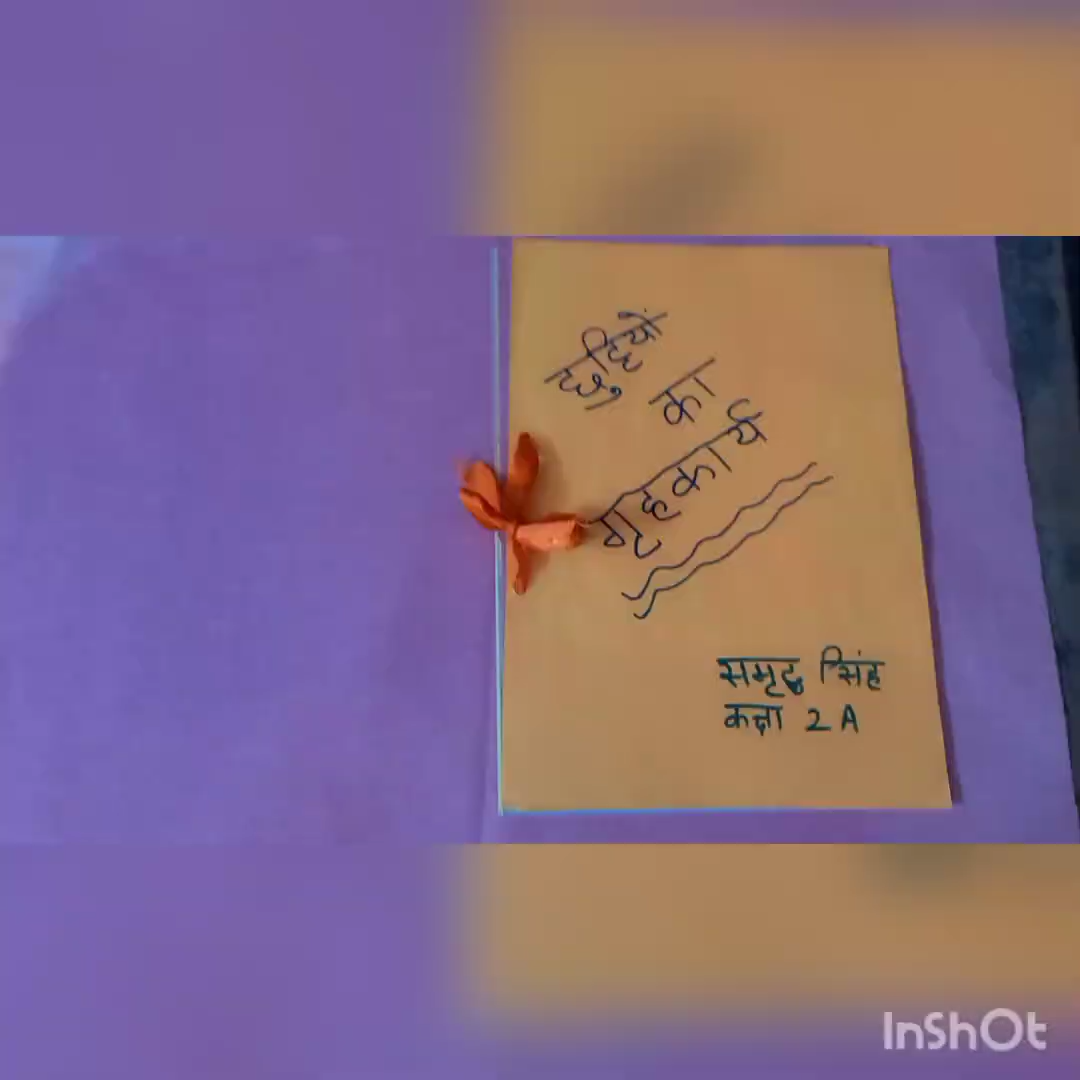 छुट्टियों
का
गृहकार्य
समृद्ध सिंह
कक्षा 2 A
InShOt